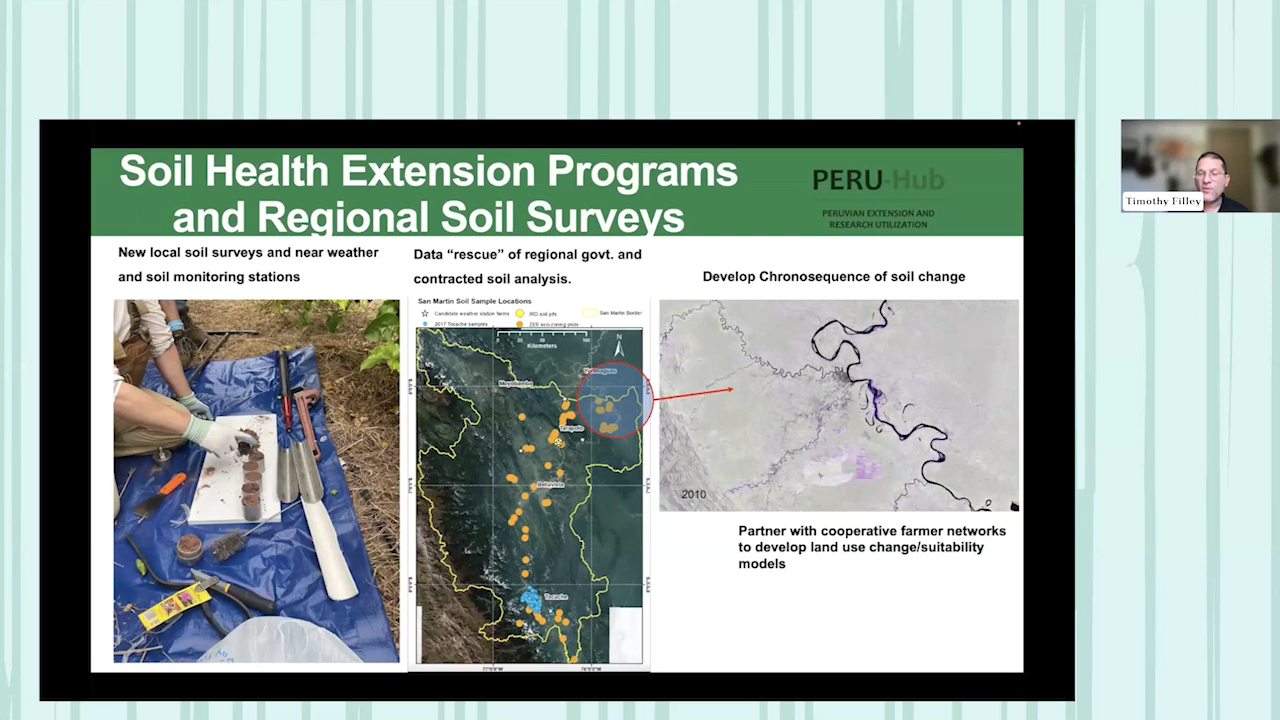 Soil Health Extension Programs
and Regional Soil Surveys
PERU-Hub
PERUVIAN EXTENSION AND
RESEARCH UTILIZATION
New local soil surveys and near weather
and soil monitoring stations
Data “rescue” of regional govt. and
contracted soil analysis.
Develop Chronosequence of soil change
San Martin Soil Sample Locations
Candidate weather station farms
IRD soil pits
San Martin Border
2017 Tocache samples
ZEE eco-zoning plots
Kilometers
N
Moyobamba
Yurimaguas
Tarapoto
Bellavista
Tocache
2010
Partner with cooperative farmer networks
to develop land use change/suitability
models
Timothy Filley